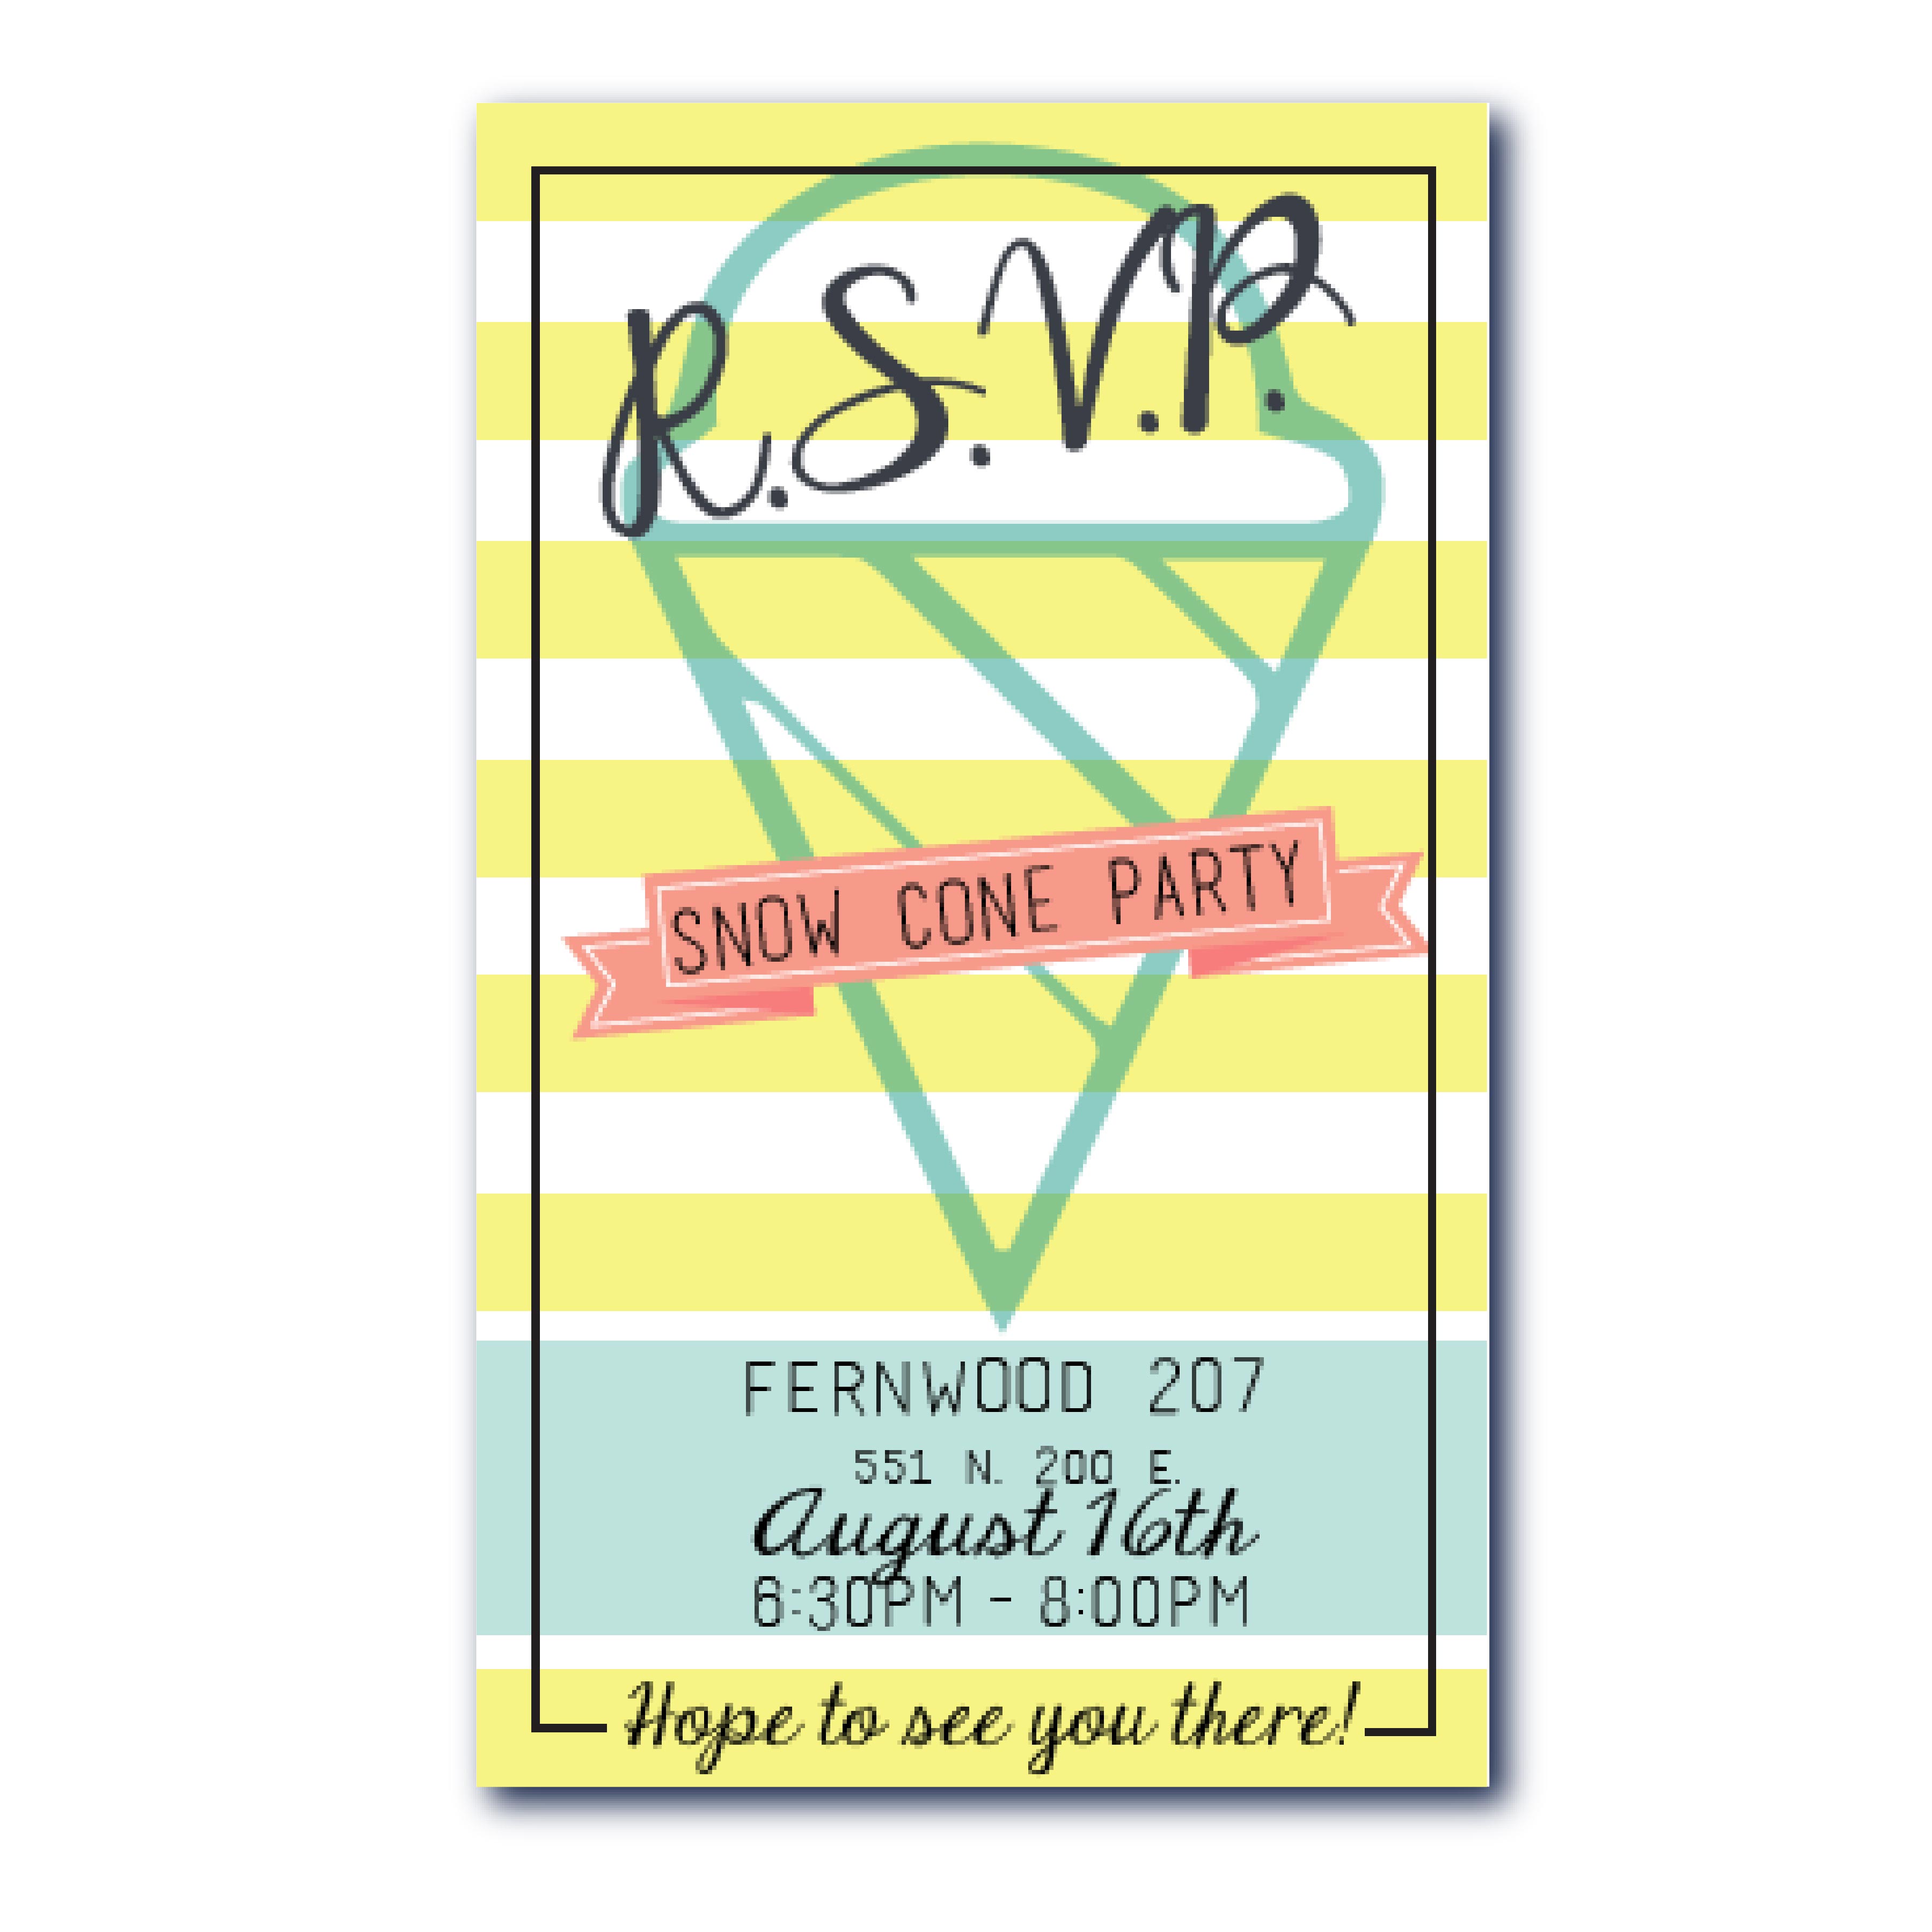 R.S.V.P.
SNOW CONE PARTY
FERNWOOD 207
551 N. 200 E.
August 16th
6:30PM - 8:00PM
Hope to see you there!